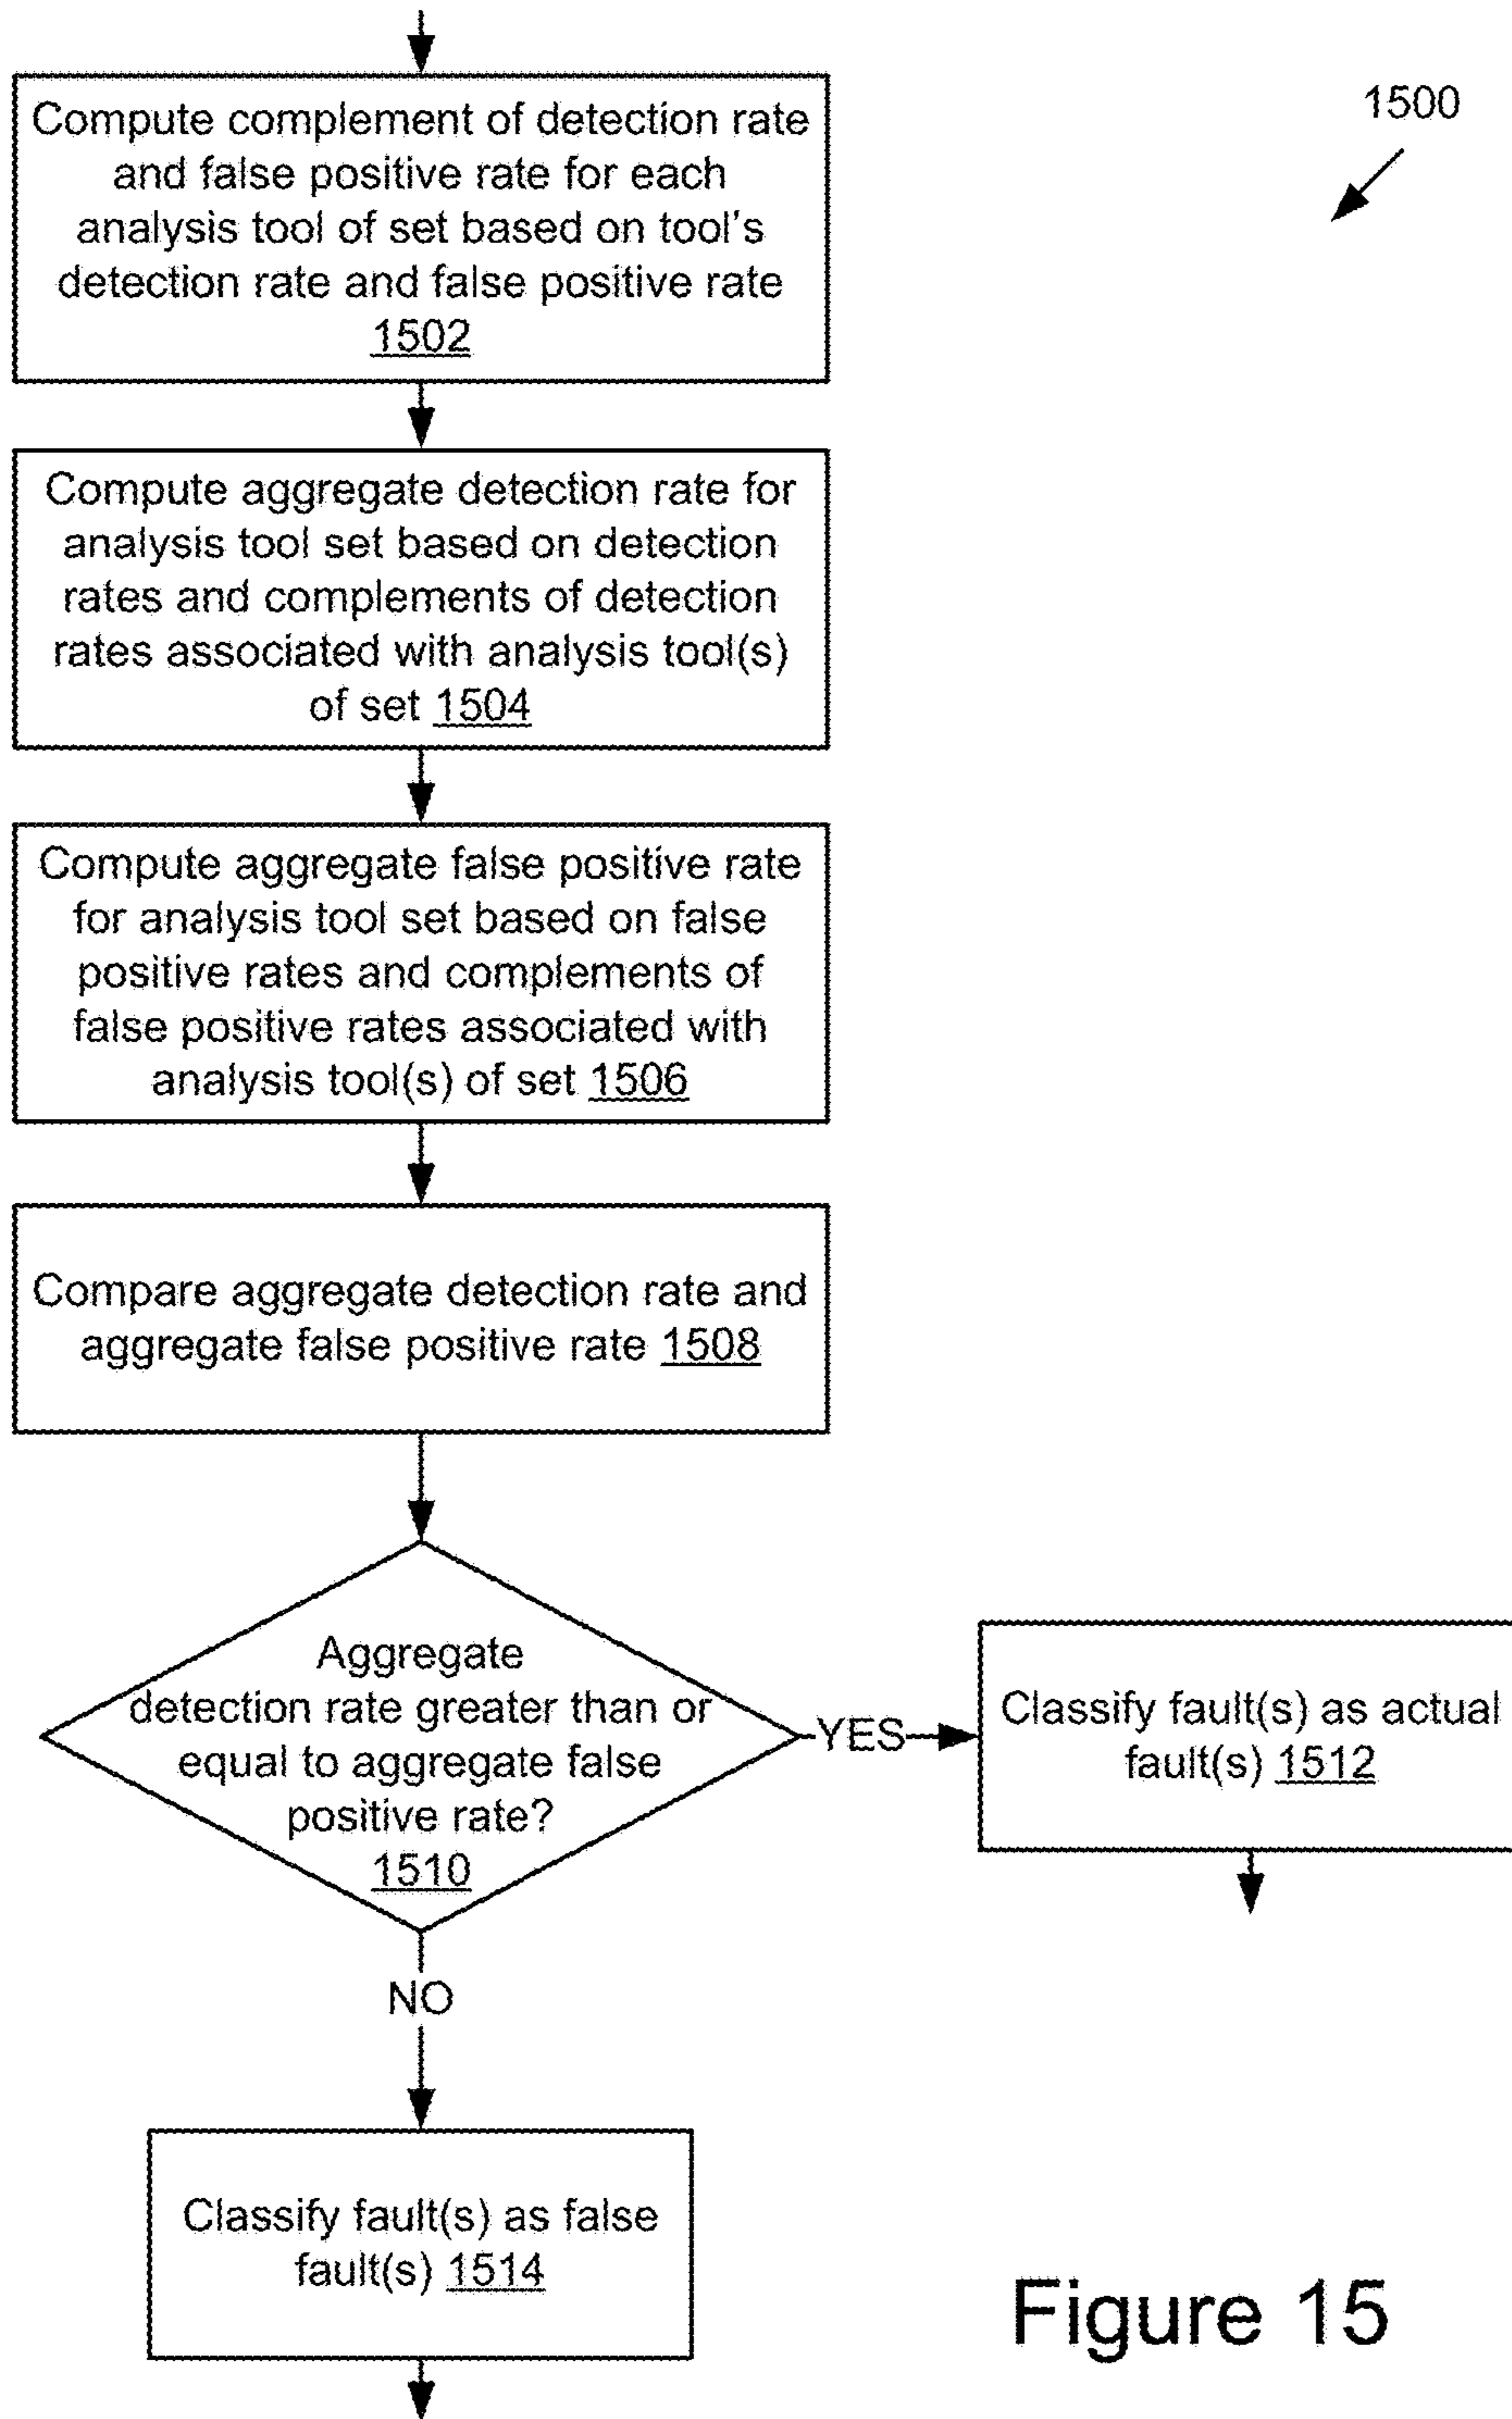 1500
Compute complement of detection rate
and false positive rate for each
analysis tool of set based on tool's
detection rate and false positive rate
1502
Compute aggregate detection rate for
analysis tool set based on detection
rates and complements of detection
rates associated with analysis tool(s)
of set 1504
Compute aggregate false positive rate
for analysis tool set based on false
positive rates and complements of
false positive rates associated with
analysis tool(s) of set 1506
Compare aggregate detection rate and
aggregate false positive rate 1508
Aggregate
detection rate greater than or
equal to aggregate false
positive rate?
1510
YES
Classify fault(s) as actual
fault(s) 1512
NO
Classify fault(s) as false
fault(s) 1514
Figure 15